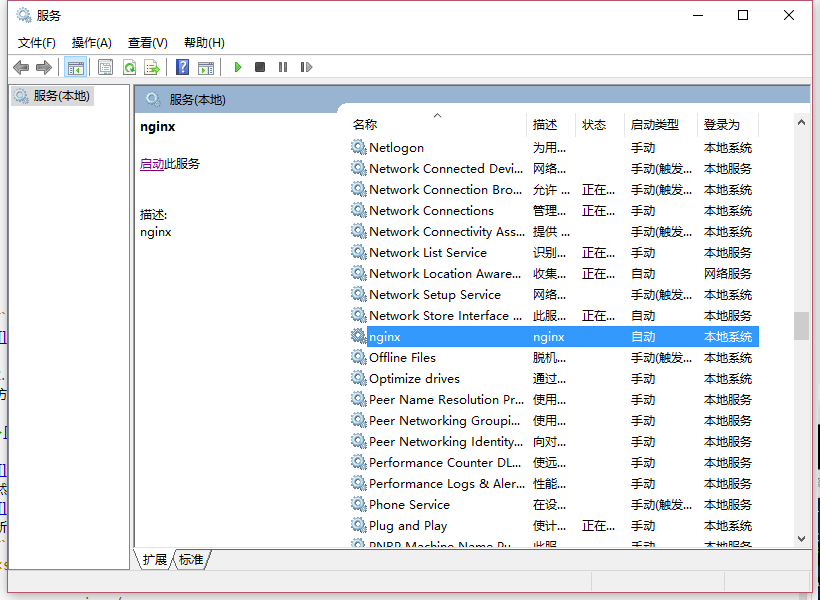 服务
文件(F) 操作(A) 查看(V) 帮助(H)
服务(本地)
服务(本地)
nginx
启动此服务
描述:
nginx
名称 描述 状态 启动类型 登录为
Netlogon 为用... 手动 本地系统
Network Connected Devi... 网络... 手动(触发... 本地服务
Network Connection Bro... 允许 ... 正在... 手动(触发... 本地系统
Network Connections 管理... 正在... 手动 本地系统
Network Connectivity Ass... 提供 ... 手动(触发... 本地系统
Network List Service 识别... 正在... 手动 本地服务
Network Location Aware... 收集... 正在... 自动 网络服务
Network Setup Service 网络... 手动(触发... 本地系统
Network Store Interface ... 此服... 正在... 自动 本地服务
nginx nginx 自动 本地系统
Offline Files 脱机... 手动(触发... 本地系统
Optimize drives 通过... 手动 本地系统
Peer Name Resolution Pr... 使用... 手动 本地服务
Peer Networking Groupi... 使用... 手动 本地服务
Peer Networking Identity... 向对... 手动 本地服务
Performance Counter DL... 使远... 手动 本地服务
Performance Logs & Aler... 性能... 手动 本地服务
Phone Service 在设... 手动(触发... 本地服务
Plug and Play 使计... 正在... 手动 本地系统
PNRP Machine Name Pu... 此服... 手动 本地服务
扩展 标准